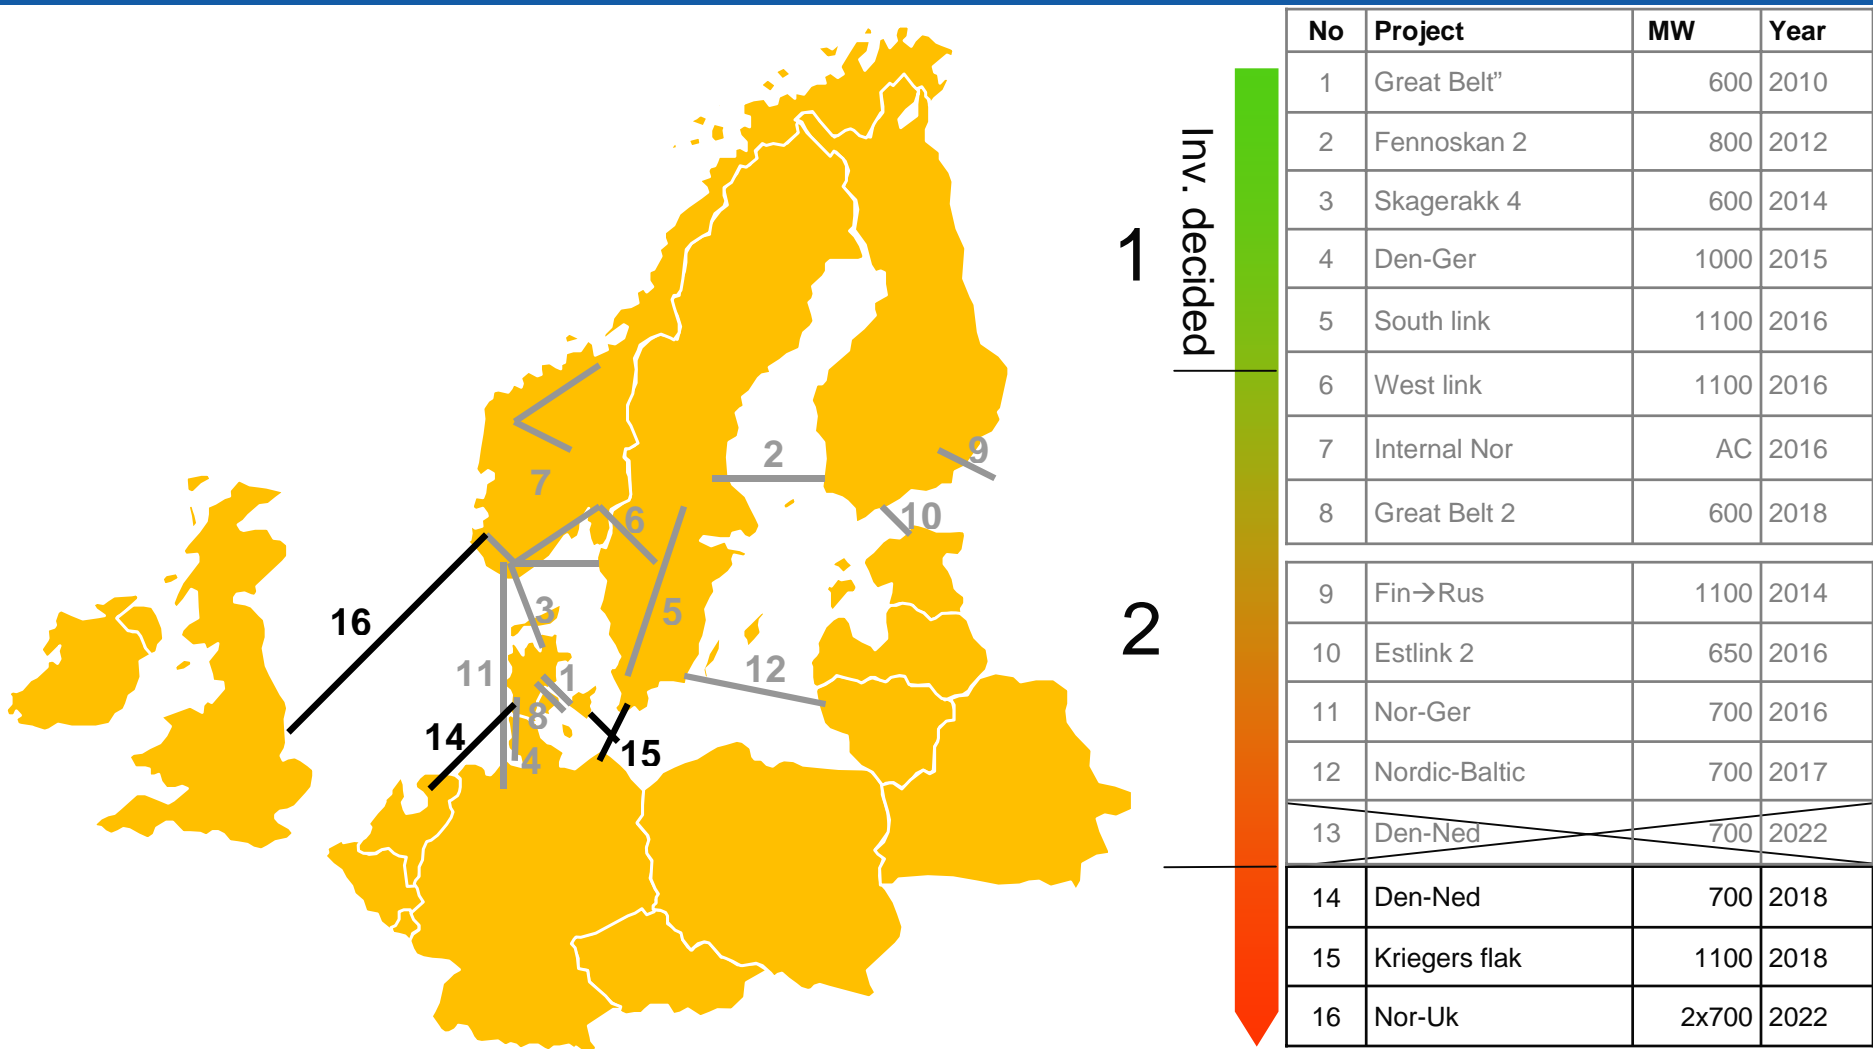 No Project MW Year
1 Great Belt” 600 2010
2 Fennoskan 2 800 2012
3 Skagerakk 4 600 2014
4 Den-Ger 1000 2015
5 South link 1100 2016
6 West link 1100 2016
7 Internal Nor AC 2016
8 Great Belt 2 600 2018
9 Fin→Rus 1100 2014
10 Estlink 2 650 2016
11 Nor-Ger 700 2016
12 Nordic-Baltic 700 2017
13 Den-Ned 700 2022
14 Den-Ned 700 2018
15 Kriegers flak 1100 2018
16 Nor-Uk 2x700 2022
Inv. decided
1
2
2
9
7
6
10
16
3
5
11
1
12
8
14
4
15